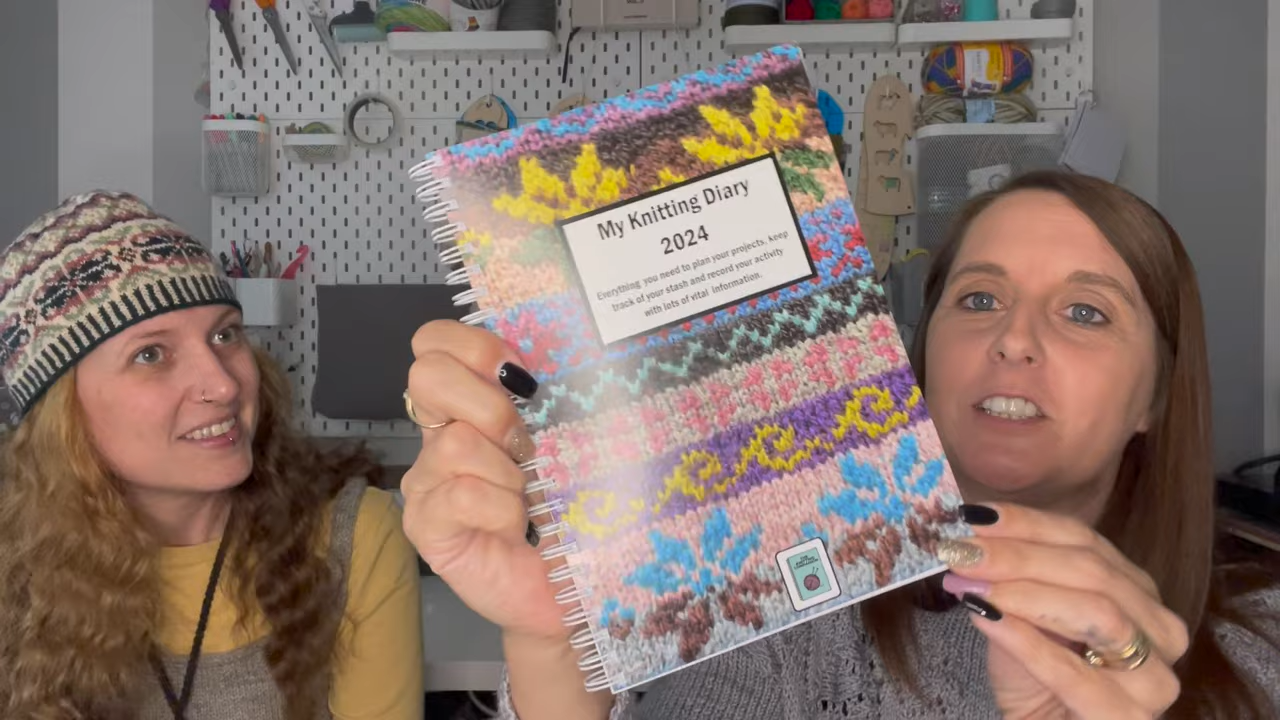 My Knitting Diary
2024
Everything you need to plan your projects, keep
track of your stash and record your activity
with lots of vital information.